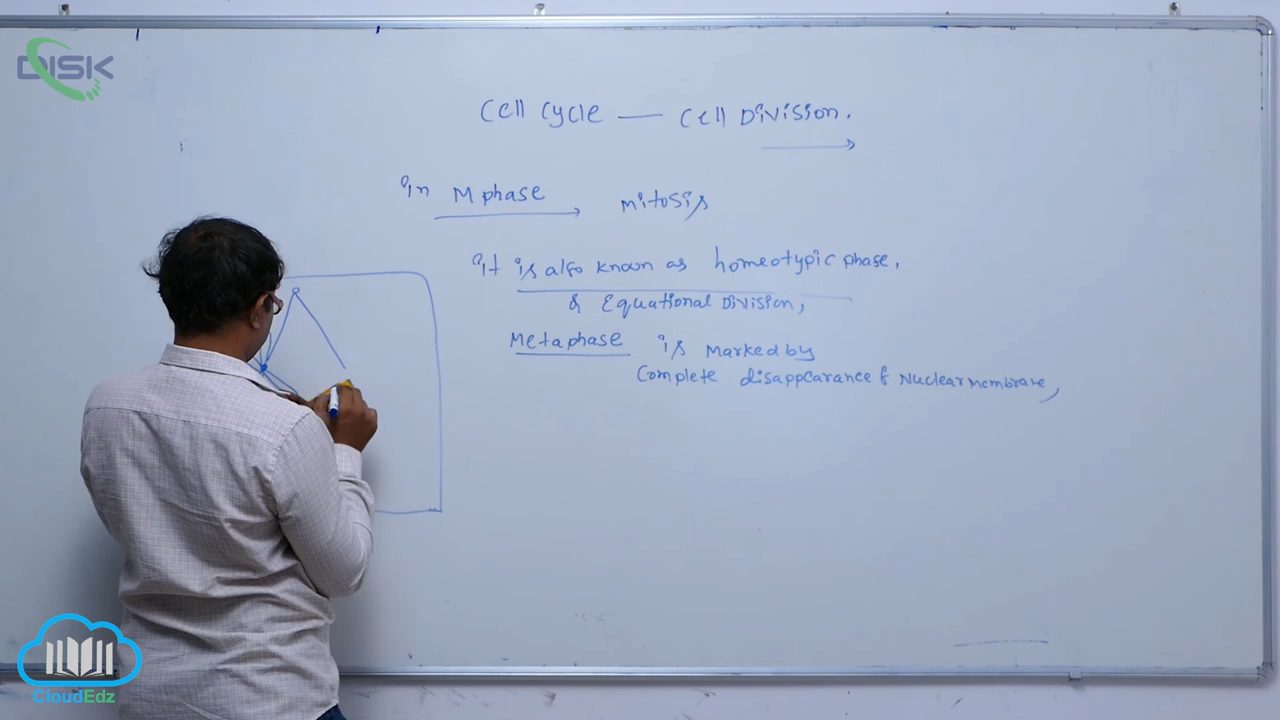 DISK
Cell Cycle — Cell Division.
in M phase → mitosis
it is also known as homeotypic phase,
& Equational Division,
Metaphase is Marked by
Complete disappearance of Nuclear membrane,
CloudEdz